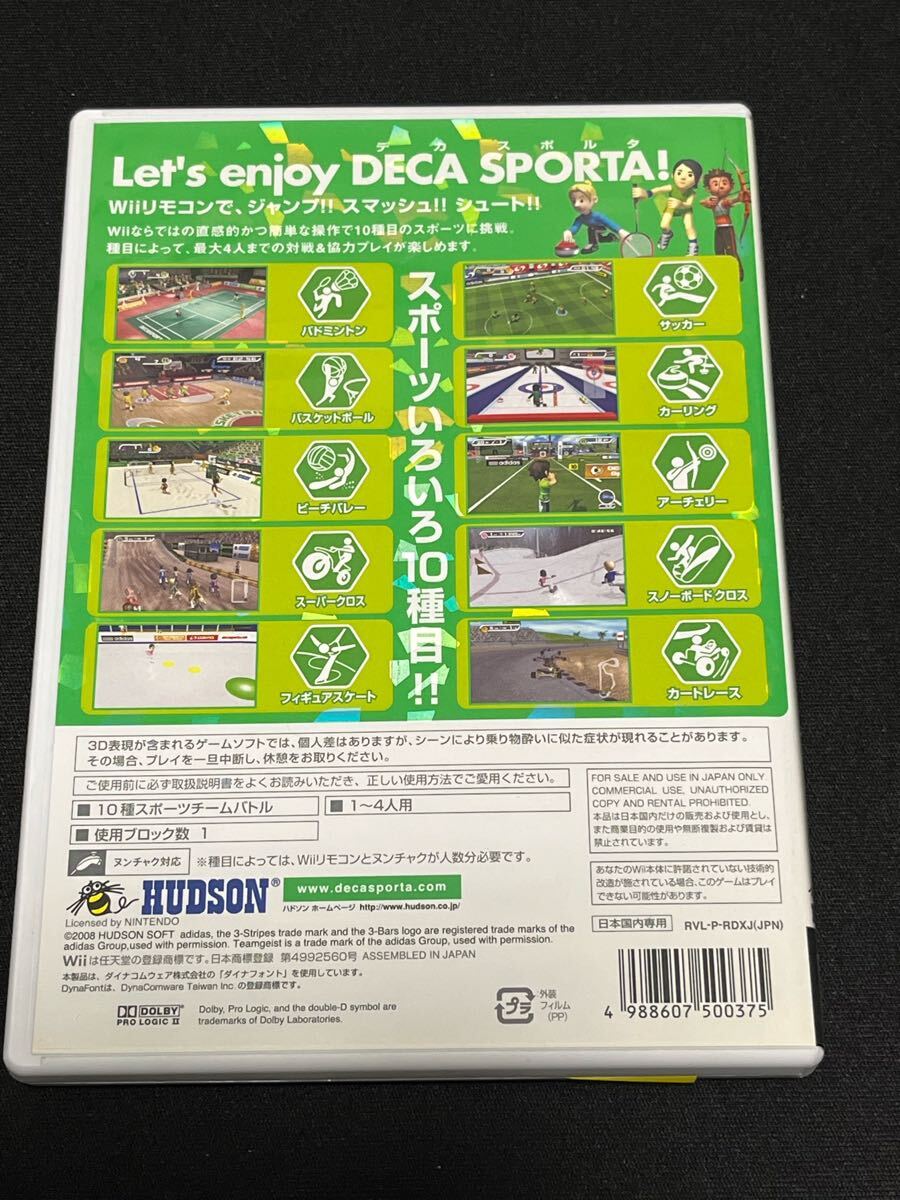 デカ スポルタ
Let's enjoy DECA SPORTA!
Wiiリモコンで、ジャンプ!! スマッシュ!! シュート!!
Wiiならではの直感的かつ簡単な操作で10種目のスポーツに挑戦。
種目によって、最大4人までの対戦&協力プレイが楽しめます。
スポーツいろいろ10種目!!
バドミントン
サッカー
バスケットボール
カーリング
ビーチバレー
アーチェリー
スーパークロス
スノーボードクロス
フィギュアスケート
カートレース
3D表現が含まれるゲームソフトでは、個人差はありますが、シーンにより乗り物酔いに似た症状が現れることがあります。
その場合、プレイを一旦中断し、休憩をお取りください。
ご使用前に必ず取扱説明書をよくお読みいただき、正しい使用方法でご愛用ください。
■ 10種スポーツチームバトル
■ 1〜4人用
■ 使用ブロック数 1
ヌンチャク対応
※種目によっては、Wiiリモコンとヌンチャクが人数分必要です。
FOR SALE AND USE IN JAPAN ONLY.
COMMERCIAL USE, UNAUTHORIZED
COPY AND RENTAL PROHIBITED.
本品は日本国内だけの販売および使用とし、
また商業目的の使用や無断複製および賃貸は
禁止されています。
あなたのWii本体に許諾されていない技術的
改造が施されている場合、このゲームはプレイ
できない可能性があります。
HUDSON®
www.decasporta.com
ハドソン ホームページ http://www.hudson.co.jp/
日本国内専用
RVL-P-RDXJ(JPN)
Licensed by NINTENDO
©2008 HUDSON SOFT adidas, the 3-Stripes trade mark and the 3-Bars logo are registered trade marks of the
adidas Group,used with permission. Teamgeist is a trade mark of the adidas Group, used with permission.
Wiiは任天堂の登録商標です。日本商標登録 第4992560号 ASSEMBLED IN JAPAN
本製品は、ダイナコムウェア株式会社の「ダイナフォント」を使用しています。
DynaFontは、DynaComware Taiwan Inc. の登録商標です。
DOLBY
PRO LOGIC II
Dolby, Pro Logic, and the double-D symbol are
trademarks of Dolby Laboratories.
プラ
外装
フィルム
(PP)
4 988607 500375